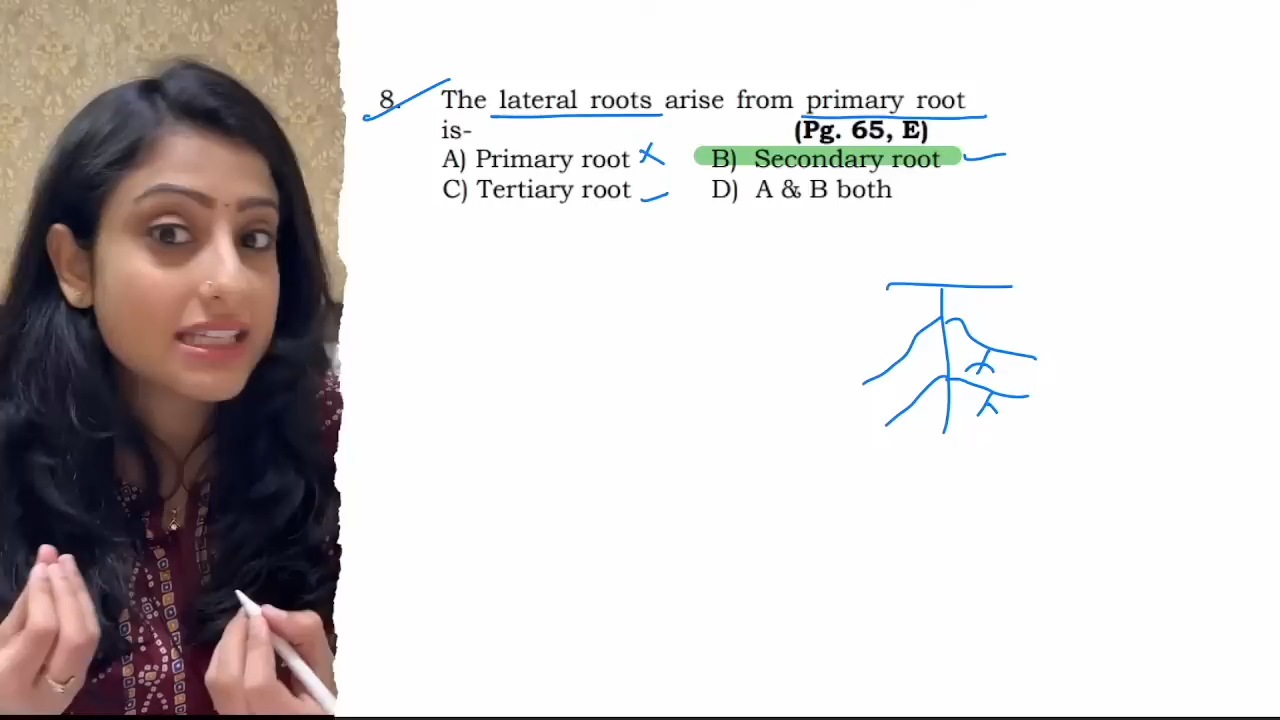 8. The lateral roots arise from primary root
is- (Pg. 65, E)
A) Primary root B) Secondary root
C) Tertiary root D) A & B both